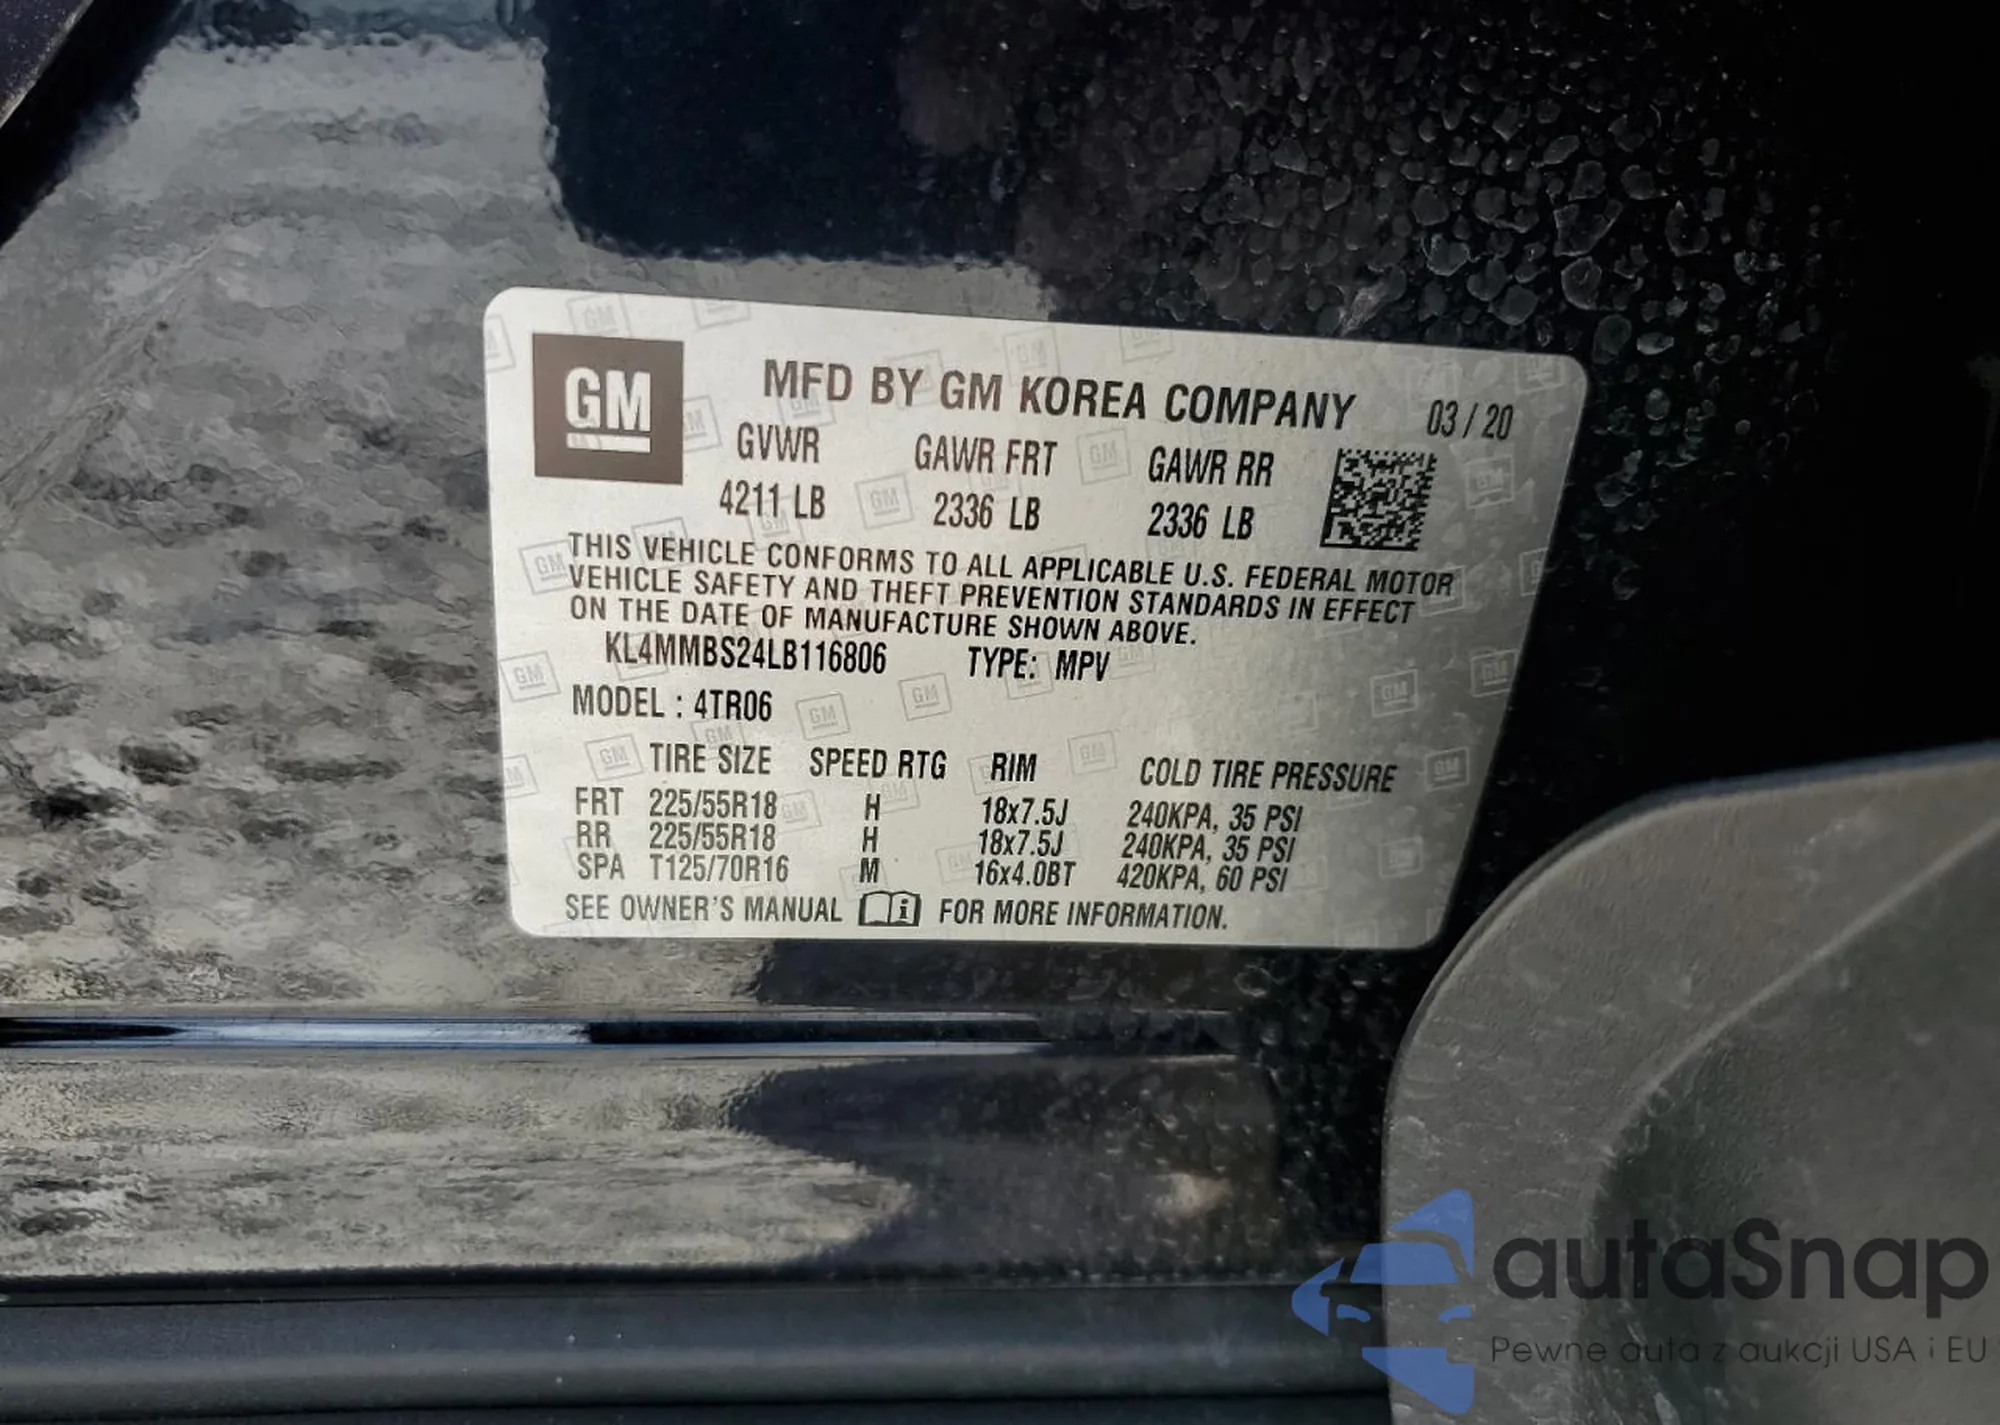 GM
MFD BY GM KOREA COMPANY 03 / 20
GVWR GAWR FRT GAWR RR
4211 LB 2336 LB 2336 LB
THIS VEHICLE CONFORMS TO ALL APPLICABLE U.S. FEDERAL MOTOR
VEHICLE SAFETY AND THEFT PREVENTION STANDARDS IN EFFECT
ON THE DATE OF MANUFACTURE SHOWN ABOVE.
KL4MMBS24LB116806 TYPE: MPV
MODEL : 4TR06
TIRE SIZE SPEED RTG RIM COLD TIRE PRESSURE
FRT 225/55R18 H 18x7.5J 240KPA, 35 PSI
RR 225/55R18 H 18x7.5J 240KPA, 35 PSI
SPA T125/70R16 M 16x4.0BT 420KPA, 60 PSI
SEE OWNER'S MANUAL i FOR MORE INFORMATION.
autaSnap
Pewne auta z aukcji USA i EU